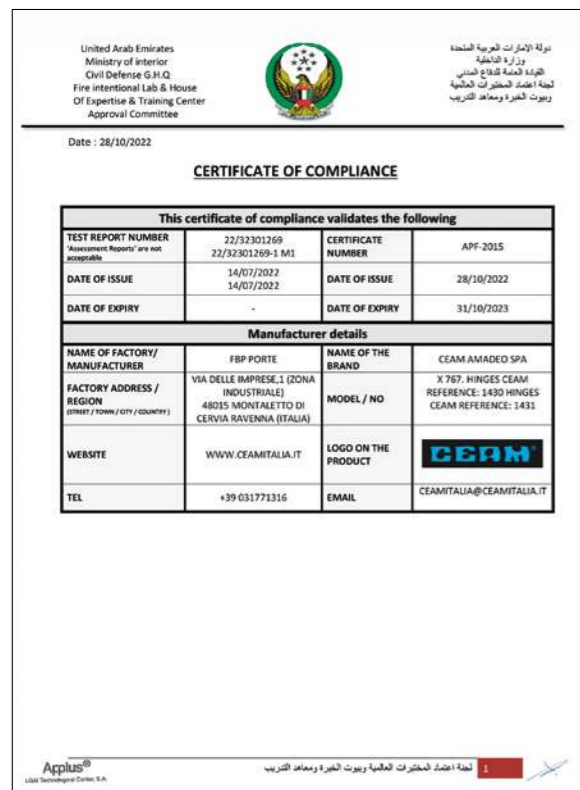 United Arab Emirates
Ministry of interior
Civil Defense G.H.Q
Fire intentional Lab & House
Of Expertise & Training Center
Approval Committee
دولة الإمارات العربية المتحدة
وزارة الداخلية
القيادة العامة للدفاع المدني
لجنة اعتماد المختبرات العالمية
وبيوت الخبرة ومعاهد التدريب
Date : 28/10/2022
CERTIFICATE OF COMPLIANCE
This certificate of compliance validates the following
TEST REPORT NUMBER
'Assessment Reports' are not
acceptable
22/32301269
22/32301269-1 M1
CERTIFICATE
NUMBER
APF-2015
DATE OF ISSUE
14/07/2022
14/07/2022
DATE OF ISSUE
28/10/2022
DATE OF EXPIRY
-
DATE OF EXPIRY
31/10/2023
Manufacturer details
NAME OF FACTORY/
MANUFACTURER
FBP PORTE
NAME OF THE
BRAND
CEAM AMADEO SPA
FACTORY ADDRESS /
REGION
(STREET / TOWN / CITY / COUNTRY )
VIA DELLE IMPRESE,1 (ZONA
INDUSTRIALE)
48015 MONTALETTO DI
CERVIA RAVENNA (ITALIA)
MODEL / NO
X 767. HINGES CEAM
REFERENCE: 1430 HINGES
CEAM REFERENCE: 1431
WEBSITE
WWW.CEAMITALIA.IT
LOGO ON THE
PRODUCT
CEAM
TEL
+39 031771316
EMAIL
CEAMITALIA@CEAMITALIA.IT
Applus®
LGAI Technological Center, S.A.
لجنة اعتماد المختبرات العالمية وبيوت الخبرة ومعاهد التدريب
1